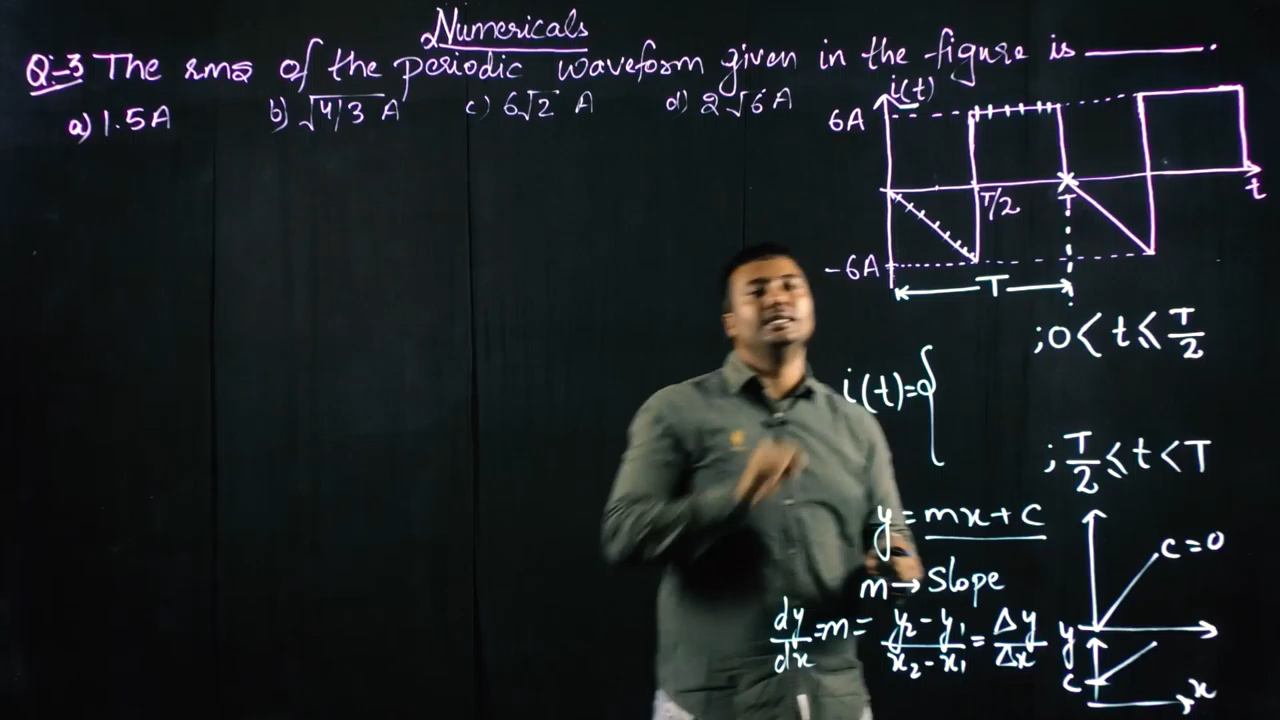 Numericals
Q:-3 The rms of the periodic waveform given in the figure is ______.
a) 1.5A b) √4/3 A c) 6√2 A d) 2√6 A
i(t)
6A
T/2 T t
-6A
T
i(t)={ ;0< t≤ T/2
;T/2 ≤ t < T
y = mx + c
c=0
m → Slope
dy/dx =m= y2-y1/x2-x1 = Δy/Δx
y
c
x